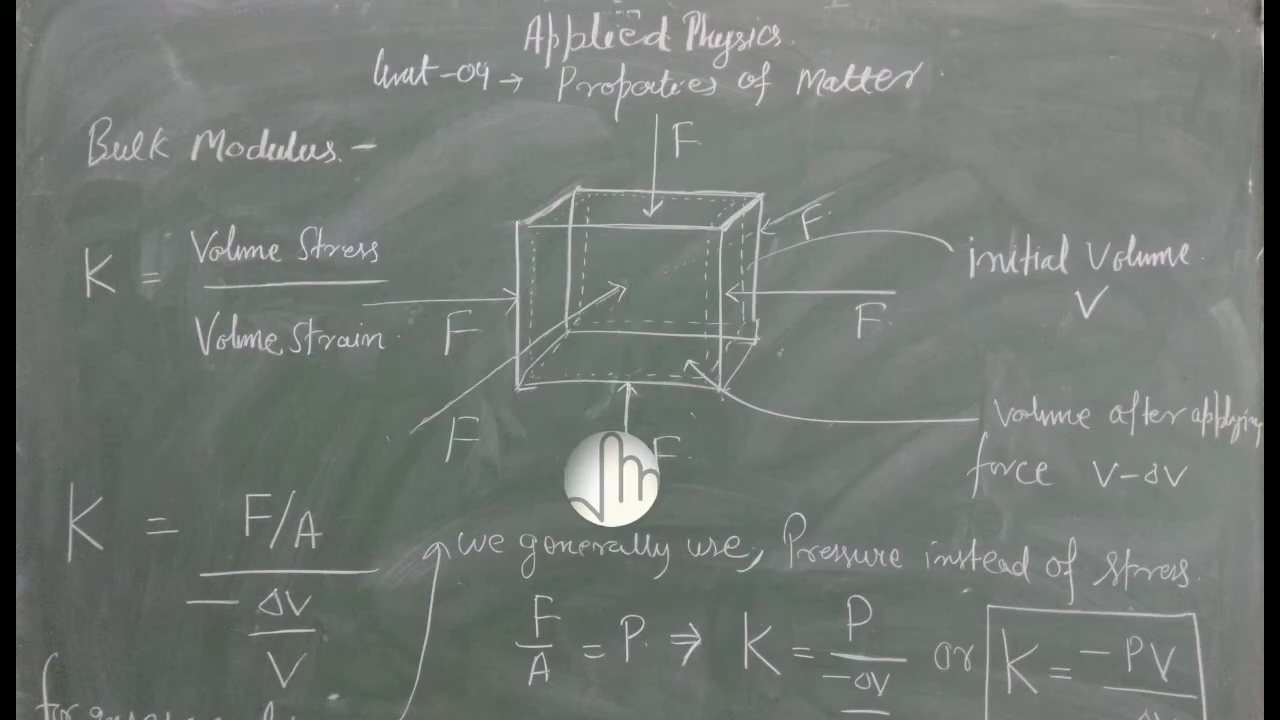 Applied Physics
Unit-04 → Properties of Matter
Bulk Modulus.-
F
F
K = Volume Stress / Volume Strain
initial Volume
V
F
F
Volume after applying
force V-ΔV
F
F
K = F/A / - ΔV / V
we generally use, Pressure instead of stress.
F / A = P. ⇒ K = P / -ΔV or K = -PV
for